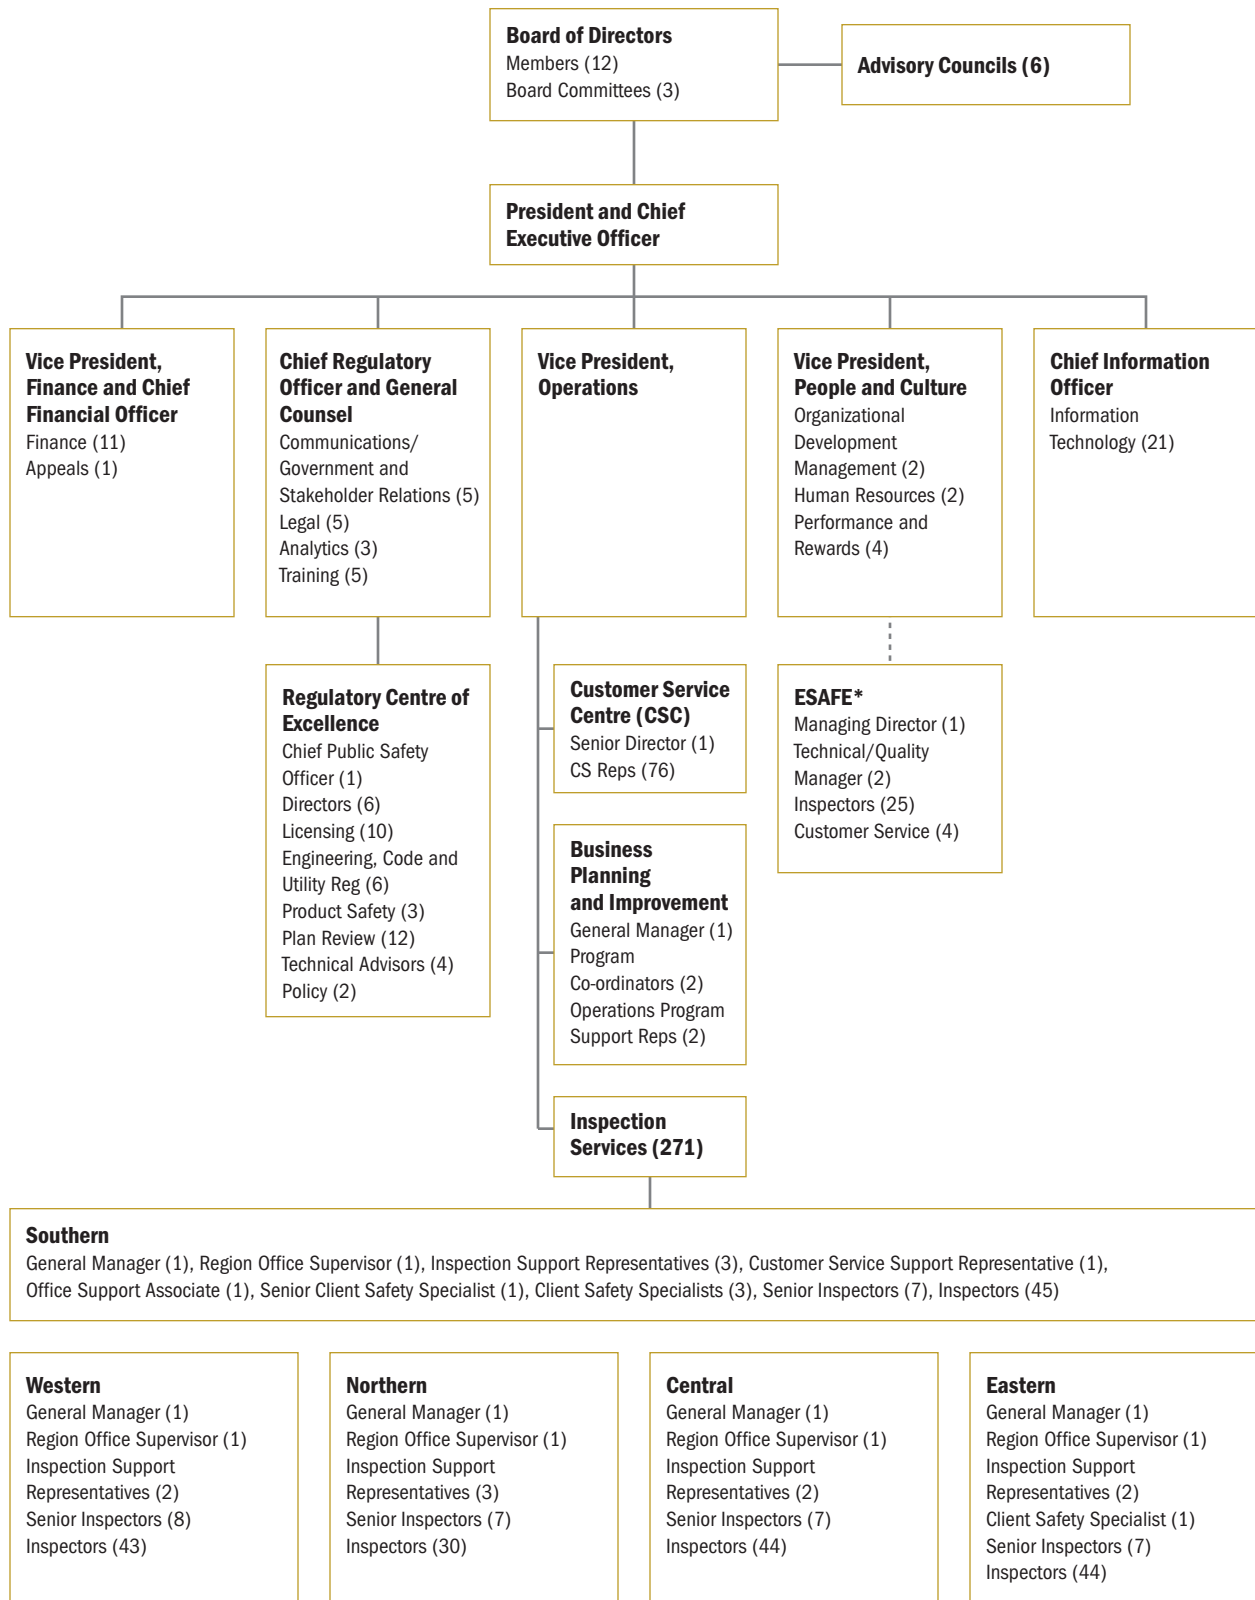 Board of Directors
Members (12)
Board Committees (3)
Advisory Councils (6)
President and Chief
Executive Officer
Vice President,
Finance and Chief
Financial Officer
Finance (11)
Appeals (1)
Chief Regulatory
Officer and General
Counsel
Communications/
Government and
Stakeholder Relations (5)
Legal (5)
Analytics (3)
Training (5)
Vice President,
Operations
Vice President,
People and Culture
Organizational
Development
Management (2)
Human Resources (2)
Performance and
Rewards (4)
Chief Information
Officer
Information
Technology (21)
Regulatory Centre of
Excellence
Chief Public Safety
Officer (1)
Directors (6)
Licensing (10)
Engineering, Code and
Utility Reg (6)
Product Safety (3)
Plan Review (12)
Technical Advisors (4)
Policy (2)
Customer Service
Centre (CSC)
Senior Director (1)
CS Reps (76)
Business
Planning
and Improvement
General Manager (1)
Program
Co-ordinators (2)
Operations Program
Support Reps (2)
Inspection
Services (271)
ESAFE*
Managing Director (1)
Technical/Quality
Manager (2)
Inspectors (25)
Customer Service (4)
Southern
General Manager (1), Region Office Supervisor (1), Inspection Support Representatives (3), Customer Service Support Representative (1),
Office Support Associate (1), Senior Client Safety Specialist (1), Client Safety Specialists (3), Senior Inspectors (7), Inspectors (45)
Western
General Manager (1)
Region Office Supervisor (1)
Inspection Support
Representatives (2)
Senior Inspectors (8)
Inspectors (43)
Northern
General Manager (1)
Region Office Supervisor (1)
Inspection Support
Representatives (3)
Senior Inspectors (7)
Inspectors (30)
Central
General Manager (1)
Region Office Supervisor (1)
Inspection Support
Representatives (2)
Senior Inspectors (7)
Inspectors (44)
Eastern
General Manager (1)
Region Office Supervisor (1)
Inspection Support
Representatives (2)
Client Safety Specialist (1)
Senior Inspectors (7)
Inspectors (44)